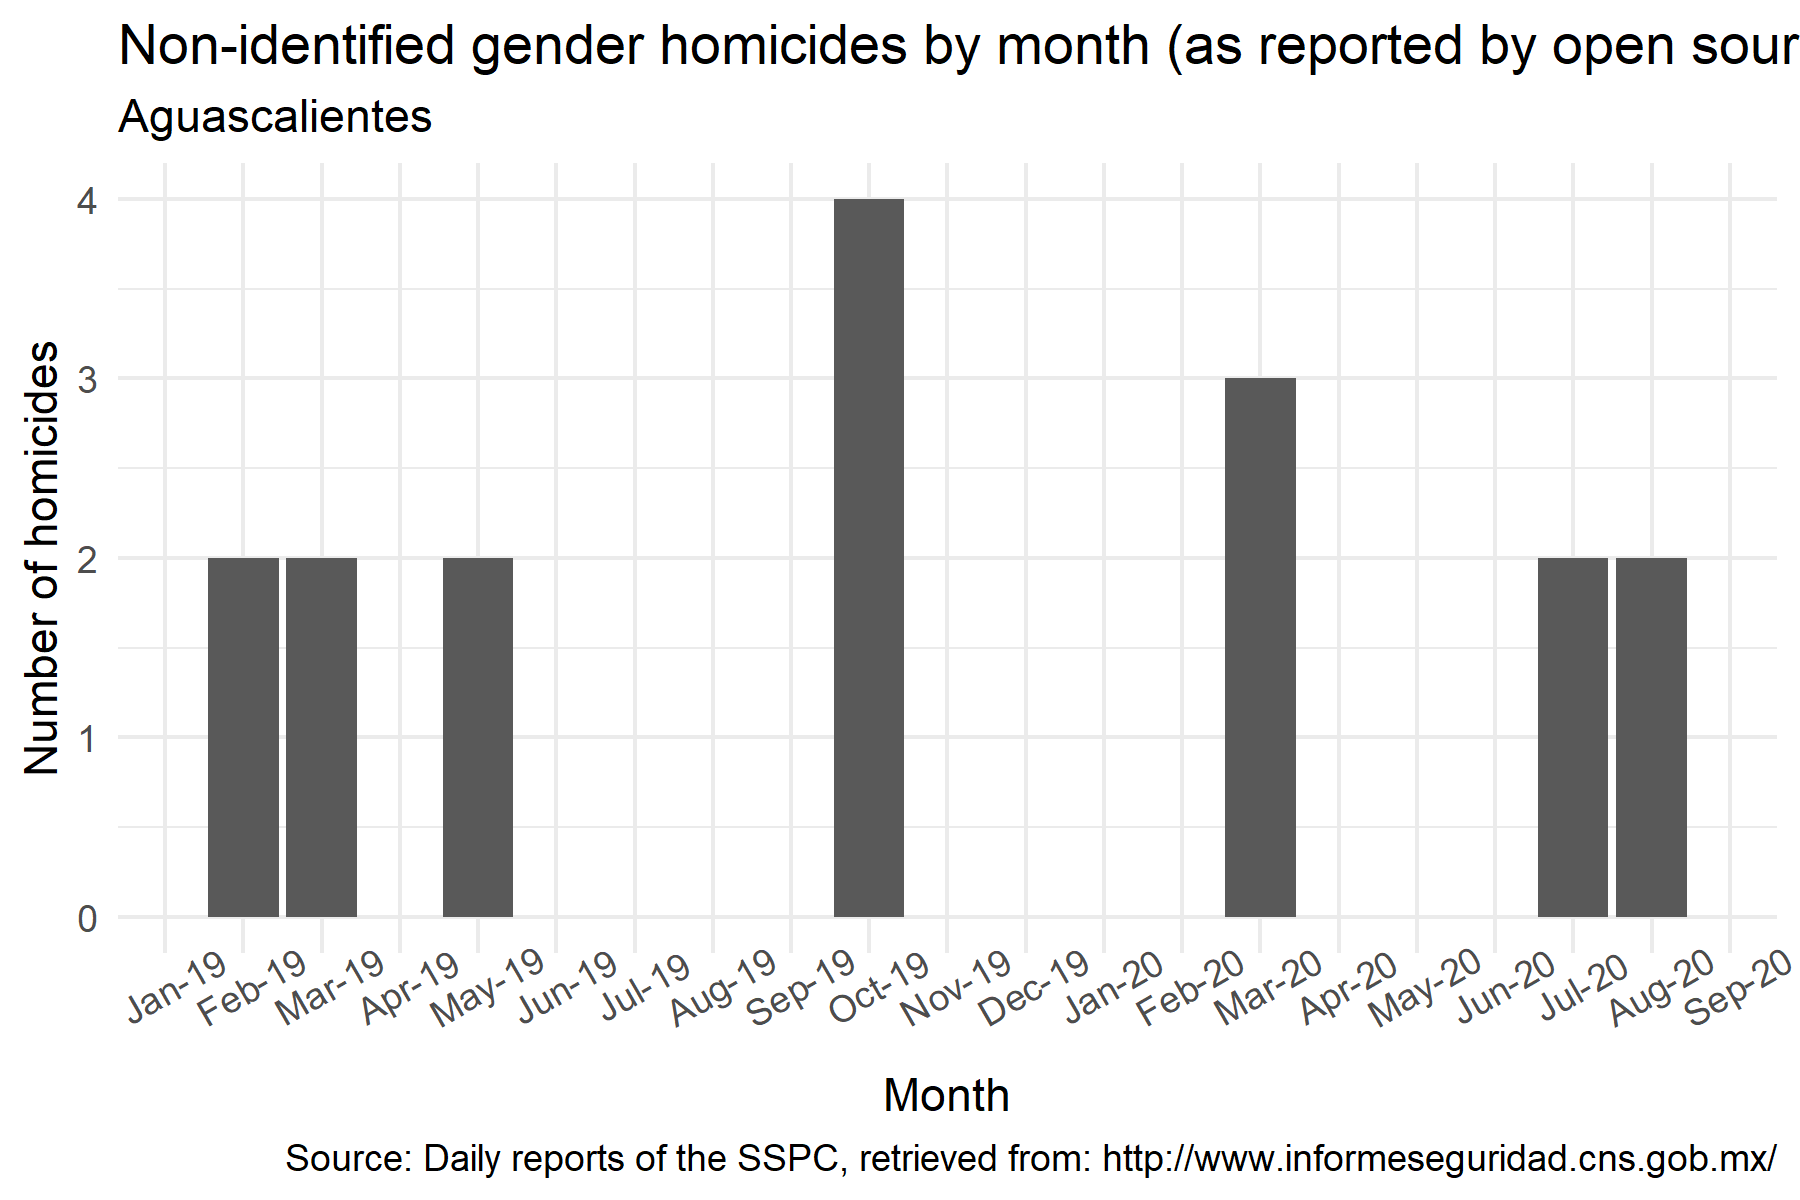 Non-identified gender homicides by month (as reported by open sour
Aguascalientes
4
3
2
1
0
Number of homicides
Jan-19
Feb-19
Mar-19
Apr-19
May-19
Jun-19
Jul-19
Aug-19
Sep-19
Oct-19
Nov-19
Dec-19
Jan-20
Feb-20
Mar-20
Apr-20
May-20
Jun-20
Jul-20
Aug-20
Sep-20
Month
Source: Daily reports of the SSPC, retrieved from: http://www.informeseguridad.cns.gob.mx/